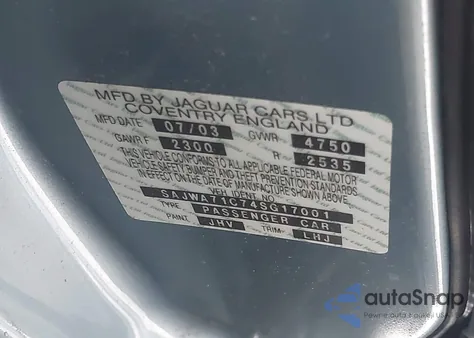 MFD BY JAGUAR CARS LTD
COVENTRY ENGLAND
MFD DATE 07/03 GVWR 4750
GAWR F 2300 R 2535
THIS VEHICLE CONFORMS TO ALL APPLICABLE FEDERAL MOTOR
VEHICLE SAFETY BUMPER AND THEFT PREVENTION
STANDARDS IN EFFECT ON THE DATE OF MANUFACTURE SHOWN ABOVE
VEH. IDENT NO.
SAJWA71C74SG17001
TYPE PASSENGER CAR
PAINT JHV TRIM LHJ
autoSnap